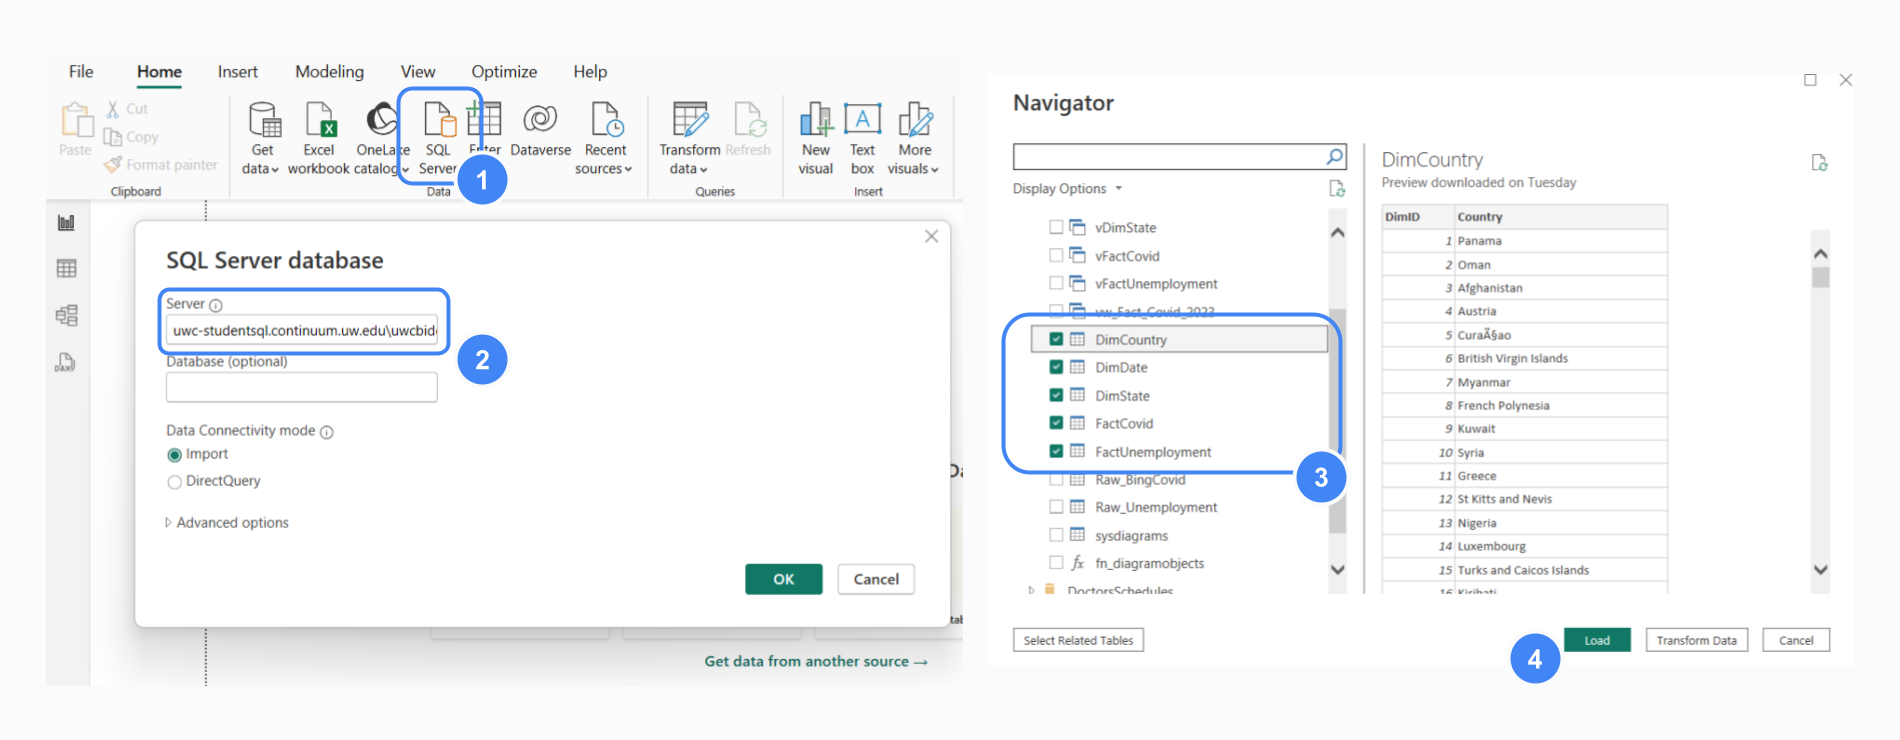 File Home Insert Modeling View Optimize Help
Paste
Cut
Copy
Format painter
Clipboard
Get data
Excel workbook
OneLake catalog
SQL Server
Enter
Dataverse
Recent sources
Data
Transform data
Refresh
Queries
New visual
Text box
More visuals
Insert
1
SQL Server database
Server
uwc-studentsql.continuum.uw.edu\uwcbid
2
Database (optional)
Data Connectivity mode
Import
DirectQuery
Advanced options
OK
Cancel
Get data from another source →
Navigator
Display Options
vDimState
vFactCovid
vFactUnemployment
vw_Fact_Covid_2023
DimCountry
DimDate
DimState
FactCovid
FactUnemployment
3
Raw_BingCovid
Raw_Unemployment
sysdiagrams
fx fn_diagramobjects
DoctorsSchedules
DimCountry
Preview downloaded on Tuesday
DimID Country
1 Panama
2 Oman
3 Afghanistan
4 Austria
5 CuraÃ§ao
6 British Virgin Islands
7 Myanmar
8 French Polynesia
9 Kuwait
10 Syria
11 Greece
12 St Kitts and Nevis
13 Nigeria
14 Luxembourg
15 Turks and Caicos Islands
16 Kiribati
Select Related Tables
4
Load
Transform Data
Cancel